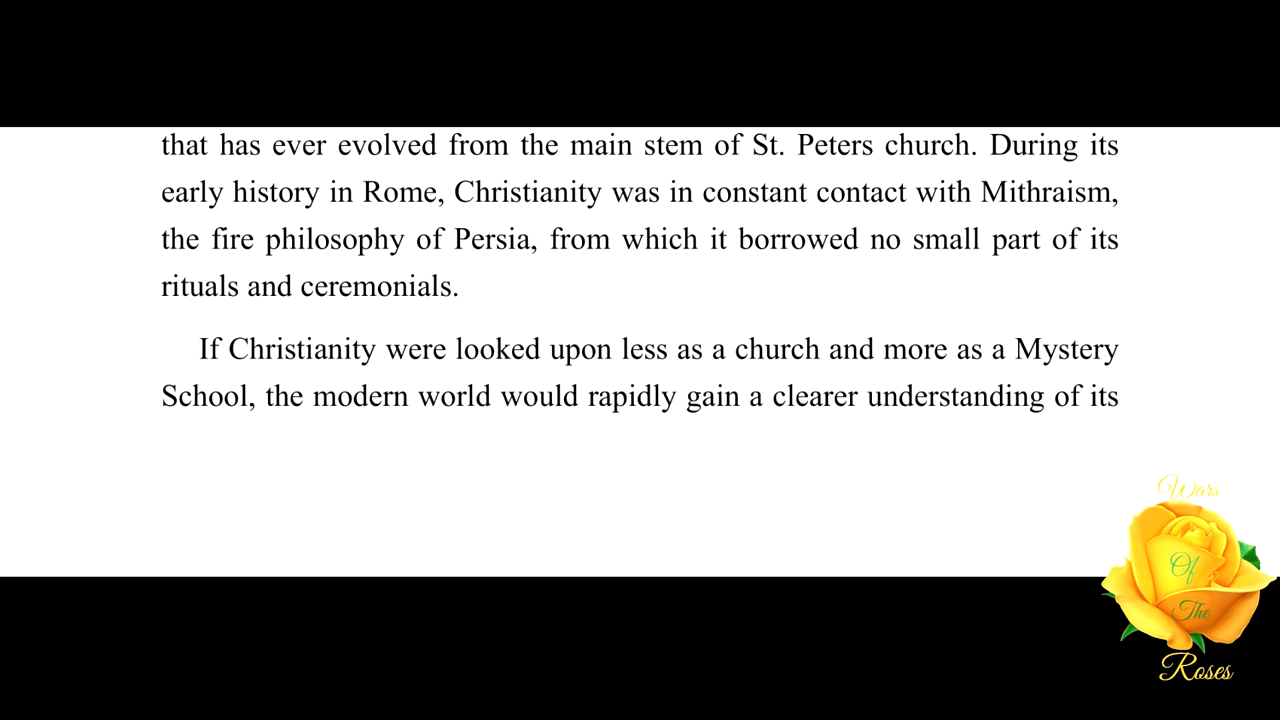 that has ever evolved from the main stem of St. Peters church. During its
early history in Rome, Christianity was in constant contact with Mithraism,
the fire philosophy of Persia, from which it borrowed no small part of its
rituals and ceremonials.
If Christianity were looked upon less as a church and more as a Mystery
School, the modern world would rapidly gain a clearer understanding of its
Wars
Of
The
Roses